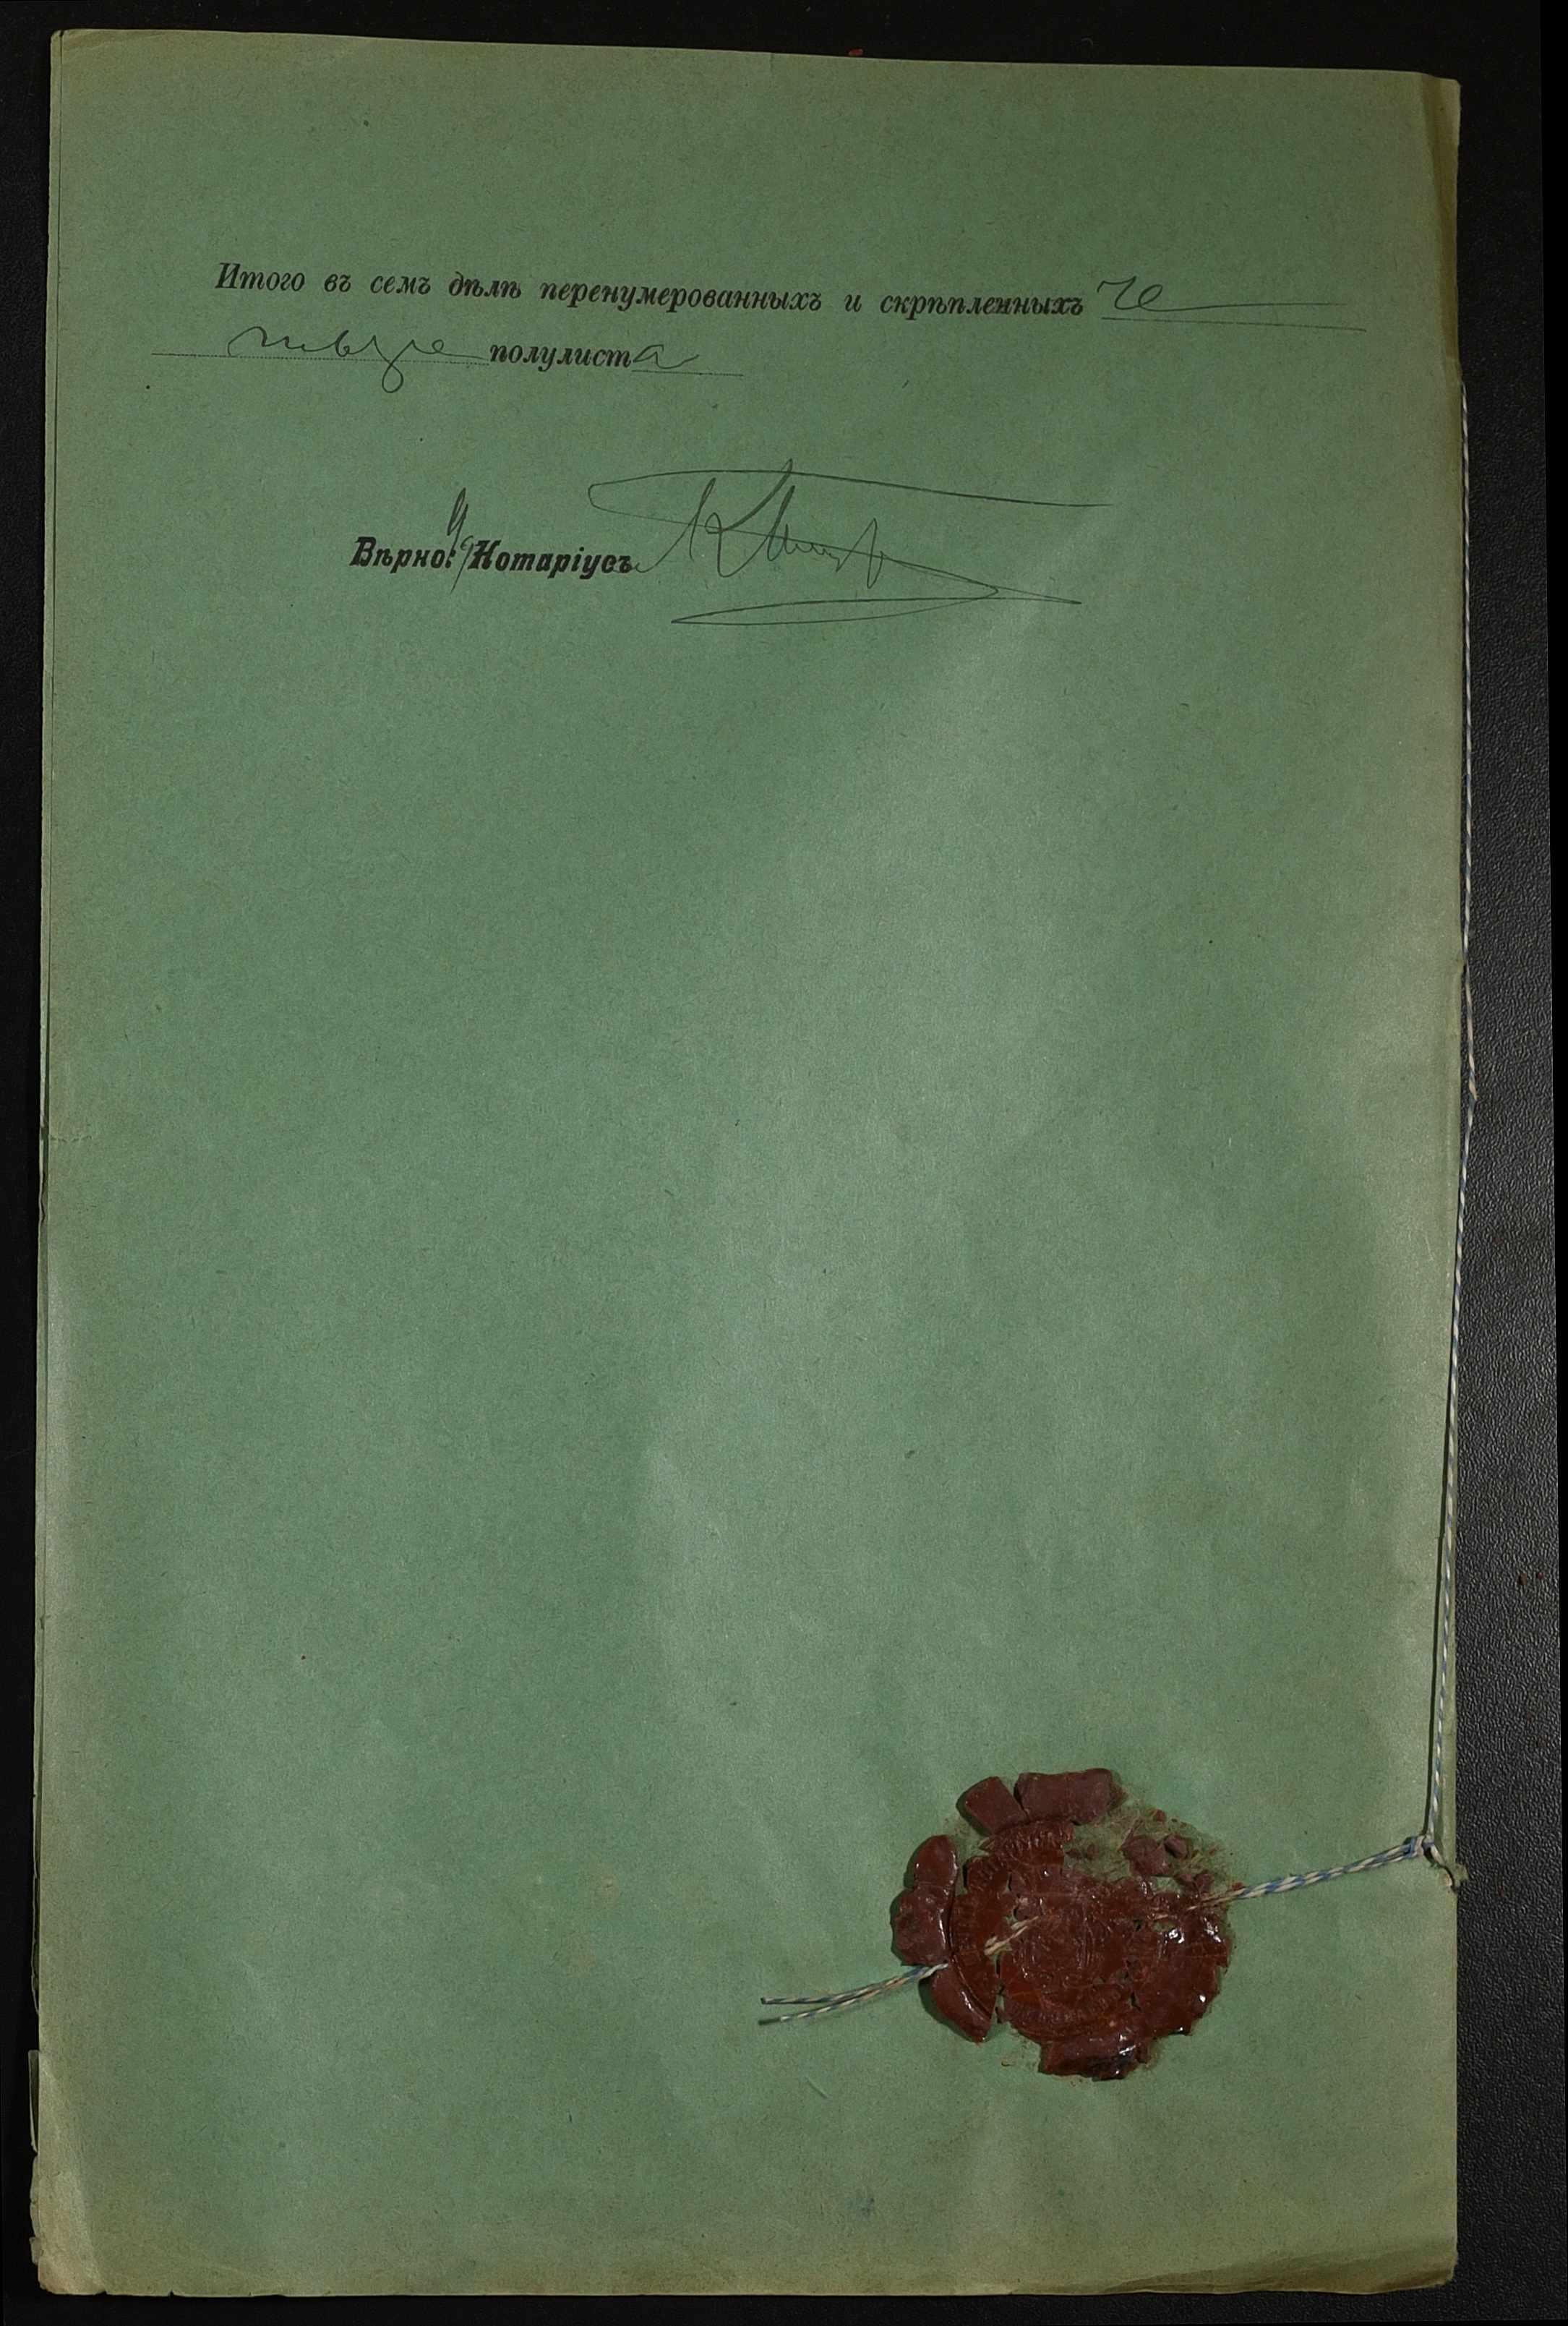 Итого въ семъ дѣлѣ перенумерованныхъ и скрѣпленныхъ че
тыре полулиста
Вѣрно: Нотаріусъ